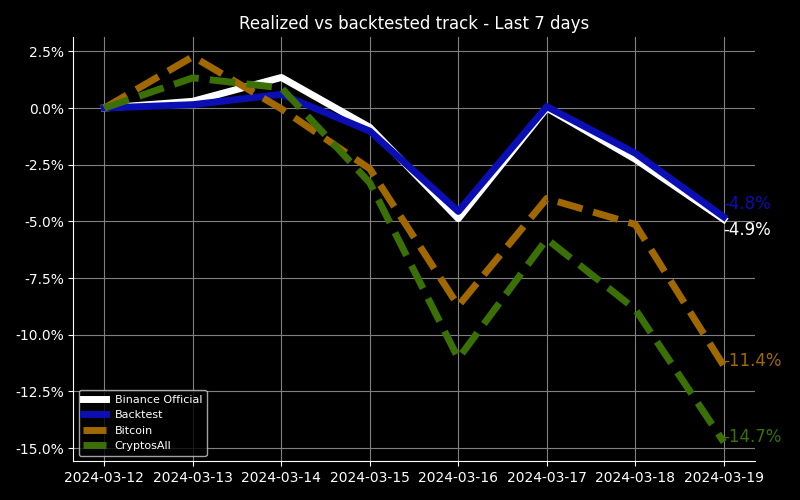 Realized vs backtested track - Last 7 days
2.5%
0.0%
-2.5%
-5.0%
-7.5%
-10.0%
-12.5%
-15.0%
-4.8%
-4.9%
-11.4%
-14.7%
Binance Official
Backtest
Bitcoin
CryptosAll
2024-03-12 2024-03-13 2024-03-14 2024-03-15 2024-03-16 2024-03-17 2024-03-18 2024-03-19